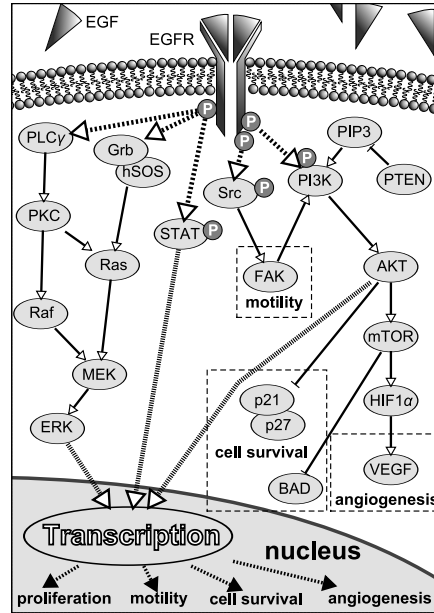 EGF
EGFR
P
P
P
PLCγ
Grb
hSOS
P
PIP3
PI3K
PTEN
Src
P
PKC
STAT
P
Ras
FAK
AKT
motility
Raf
mTOR
MEK
p21
p27
HIF1α
ERK
cell survival
VEGF
BAD
angiogenesis
Transcription
nucleus
proliferation
motility
cell survival
angiogenesis